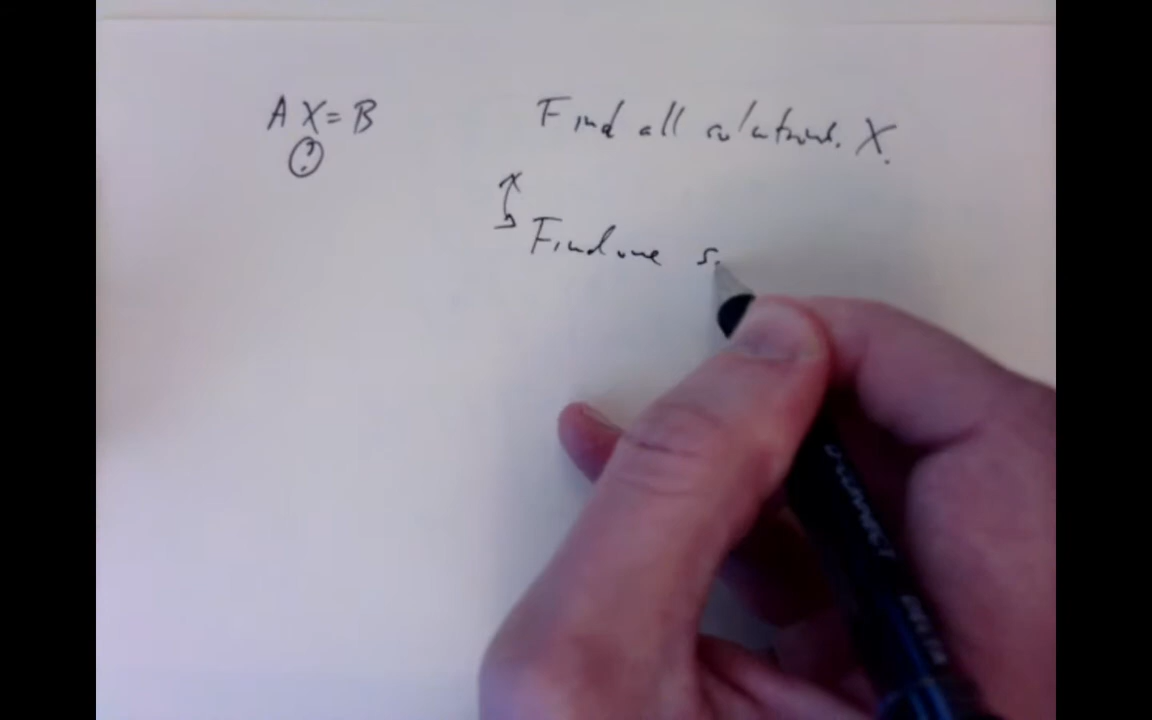 A X = B Find all solutions. X.
?
Find one s